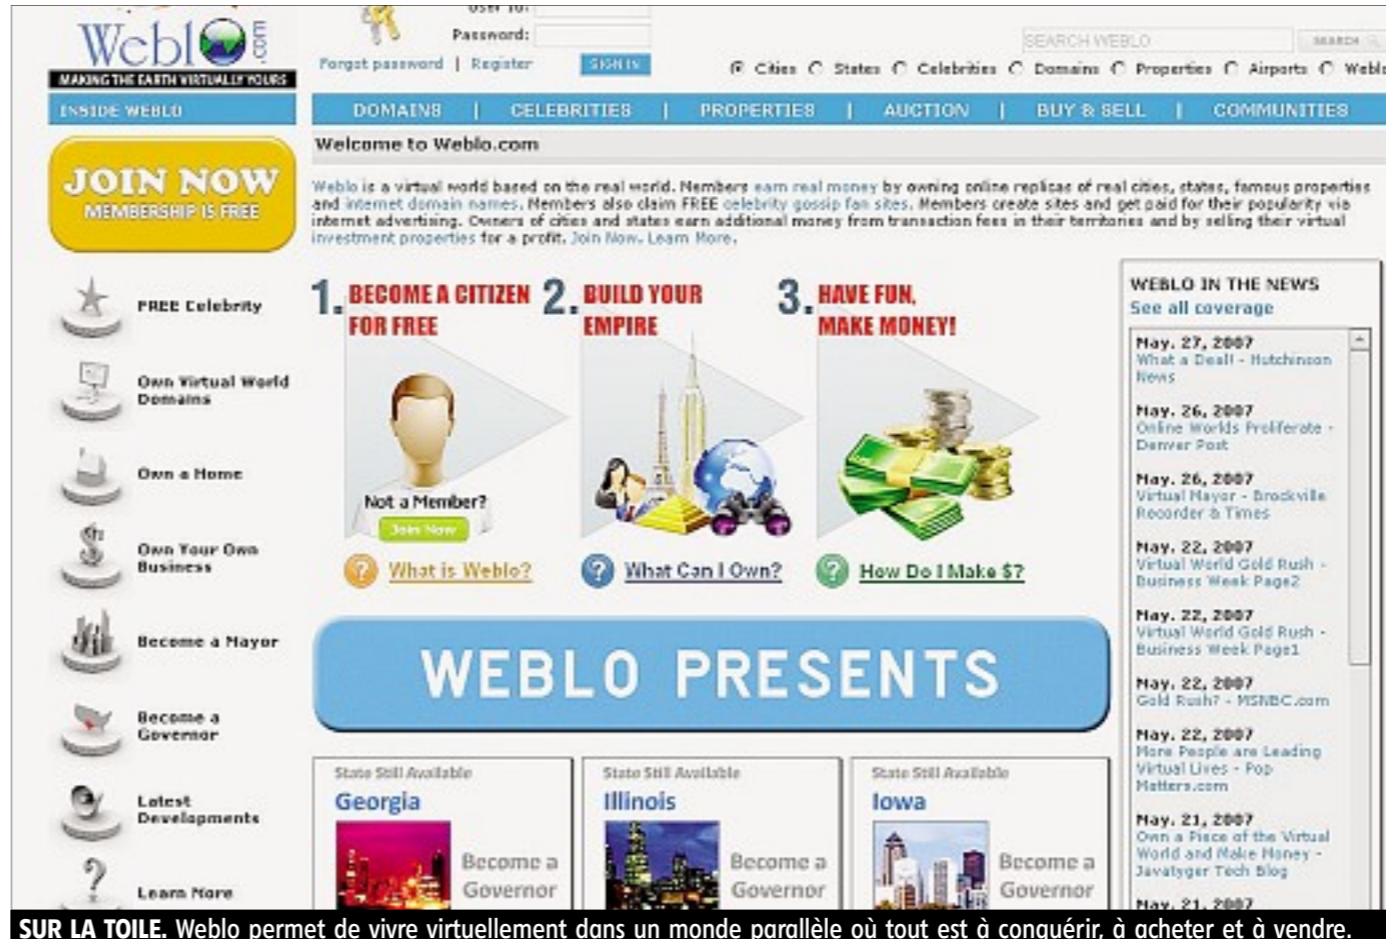 User ID:
Password:
Forgot password | Register
SIGN IN
Weblo.com
MAKING THE EARTH VIRTUALLY YOURS
SEARCH WEBLO
SEARCH
Cities States Celebrities Domains Properties Airports Weblo
INSIDE WEBLO
DOMAINS | CELEBRITIES | PROPERTIES | AUCTION | BUY & SELL | COMMUNITIES
JOIN NOW
MEMBERSHIP IS FREE
FREE Celebrity
Own Virtual World
Domains
Own a Home
Own Your Own
Business
Become a Mayor
Become a
Governor
Latest
Developments
Learn More
Welcome to Weblo.com
Weblo is a virtual world based on the real world. Members earn real money by owning online replicas of real cities, states, famous properties
and internet domain names. Members also claim FREE celebrity gossip fan sites. Members create sites and get paid for their popularity via
internet advertising. Owners of cities and states earn additional money from transaction fees in their territories and by selling their virtual
investment properties for a profit. Join Now. Learn More.
1. BECOME A CITIZEN
FOR FREE
Not a Member?
Join Now
What is Weblo?
2. BUILD YOUR
EMPIRE
What Can I Own?
3. HAVE FUN,
MAKE MONEY!
How Do I Make $?
WEBLO PRESENTS
State Still Available
Georgia
Become a
Governor
State Still Available
Illinois
Become a
Governor
State Still Available
Iowa
Become a
Governor
WEBLO IN THE NEWS
See all coverage
May. 27, 2007
What a Deal! - Hutchinson
News
May. 26, 2007
Online Worlds Proliferate -
Denver Post
May. 26, 2007
Virtual Mayor - Brockville
Recorder & Times
May. 22, 2007
Virtual World Gold Rush -
Business Week Page2
May. 22, 2007
Virtual World Gold Rush -
Business Week Page1
May. 22, 2007
Gold Rush? - MSNBC.com
May. 22, 2007
More People are Leading
Virtual Lives - Pop
Matters.com
May. 21, 2007
Own a Piece of the Virtual
World and Make Money -
Javatyger Tech Blog
May. 21, 2007
SUR LA TOILE. Weblo permet de vivre virtuellement dans un monde parallèle où tout est à conquérir, à acheter et à vendre.